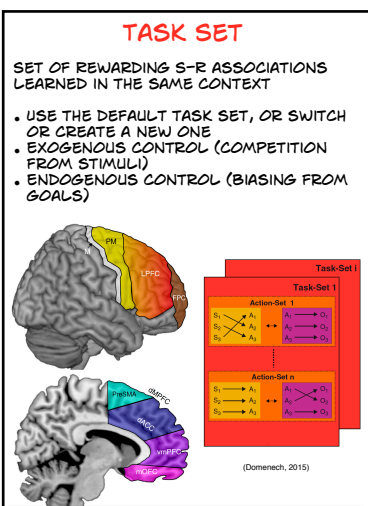 TASK SET
SET OF REWARDING S-R ASSOCIATIONS
LEARNED IN THE SAME CONTEXT
• USE THE DEFAULT TASK SET, OR SWITCH
OR CREATE A NEW ONE
• EXOGENOUS CONTROL (COMPETITION
FROM STIMULI)
• ENDOGENOUS CONTROL (BIASING FROM
GOALS)
M
PM
LPFC
FPC
PreSMA
dMPFC
dACC
vmPFC
mOFC
Task-Set i
Task-Set 1
Action-Set 1
S₁ A₁ A₁ O₁
S₂ A₂ A₂ O₂
S₃ A₃ A₃ O₃
Action-Set n
S₁ A₁ A₁ O₁
S₂ A₂ A₂ O₂
S₃ A₃ A₃ O₃
(Domenech, 2015)